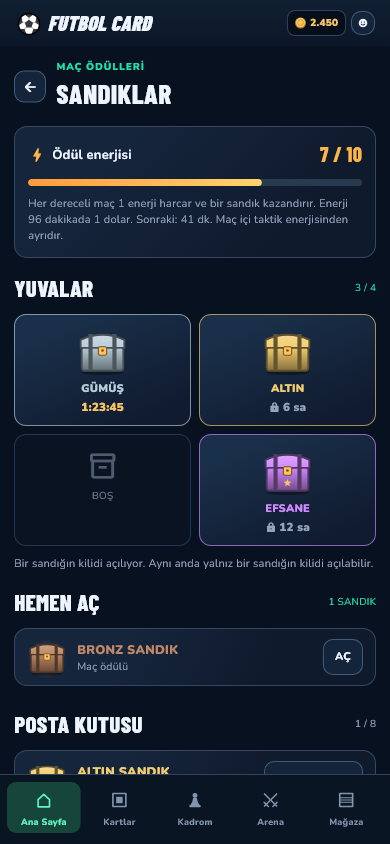 FUTBOL CARD
2.450
MAÇ ÖDÜLLERİ
SANDIKLAR
Ödül enerjisi
7 / 10
Her dereceli maç 1 enerji harcar ve bir sandık kazandırır. Enerji
96 dakikada 1 dolar. Sonraki: 41 dk. Maç içi taktik enerjisinden
ayrıdır.
YUVALAR
3 / 4
GÜMÜŞ
1:23:45
ALTIN
6 sa
BOŞ
EFSANE
12 sa
Bir sandığın kilidi açılıyor. Aynı anda yalnız bir sandığın kilidi açılabilir.
HEMEN AÇ
1 SANDIK
BRONZ SANDIK
Maç ödülü
AÇ
POSTA KUTUSU
1 / 8
ALTIN SANDIK
Ana Sayfa
Kartlar
Kadrom
Arena
Mağaza